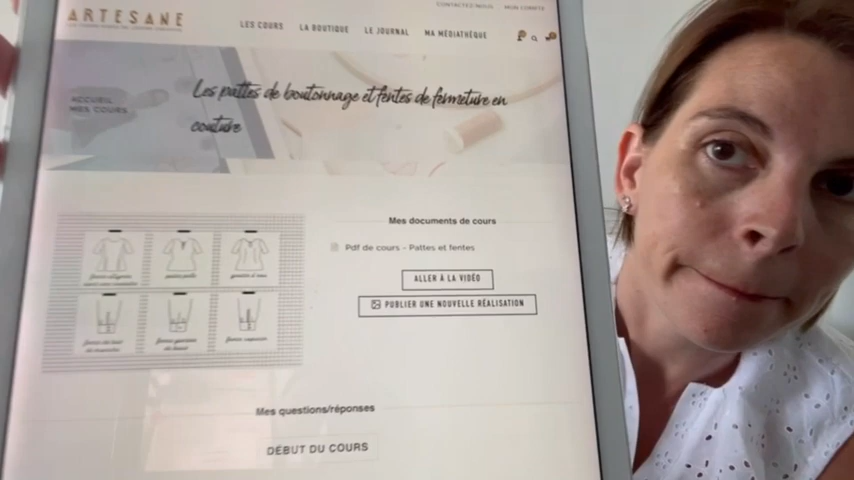 CONTACTEZ-NOUS MON COMPTE
ARTESANE
LES COURS LA BOUTIQUE LE JOURNAL MA MÉDIATHÈQUE
ACCUEIL
MES COURS
Les pattes de boutonnage et fentes de fermeture en
couture
Mes documents de cours
Pdf de cours - Pattes et fentes
ALLER À LA VIDÉO
PUBLIER UNE NOUVELLE RÉALISATION
Mes questions/réponses
DÉBUT DU COURS